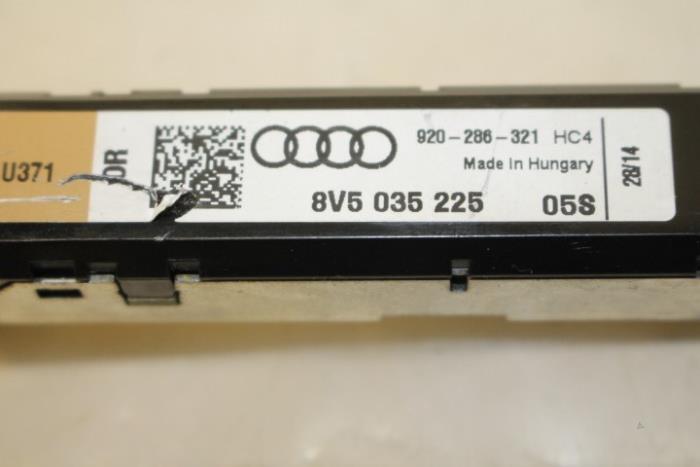 U371
OR
920-286-321 HC4
Made in Hungary
8V5 035 225 05S
28/14